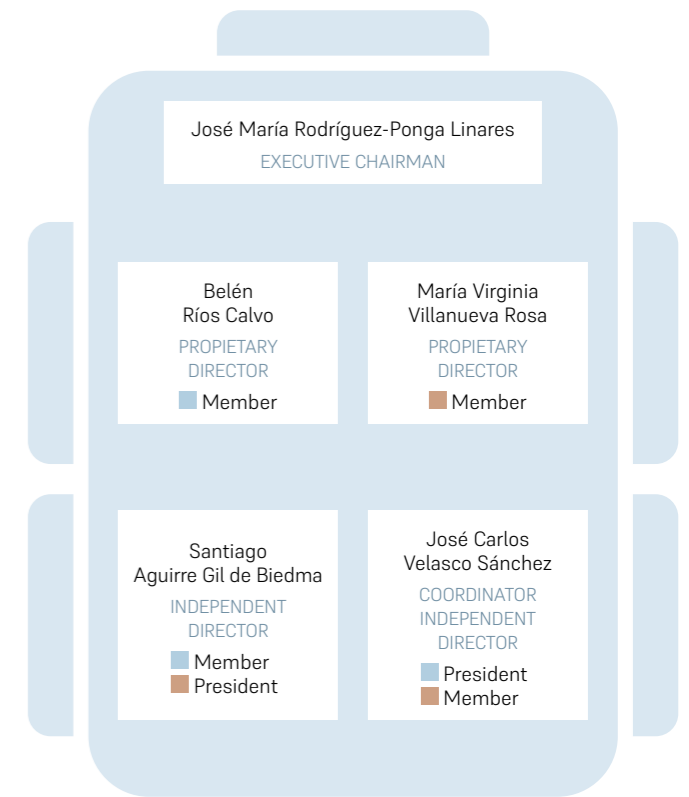 José María Rodríguez-Ponga Linares
EXECUTIVE CHAIRMAN
Belén
Ríos Calvo
PROPIETARY
DIRECTOR
Member
María Virginia
Villanueva Rosa
PROPIETARY
DIRECTOR
Member
Santiago
Aguirre Gil de Biedma
INDEPENDENT
DIRECTOR
Member
President
José Carlos
Velasco Sánchez
COORDINATOR
INDEPENDENT
DIRECTOR
President
Member